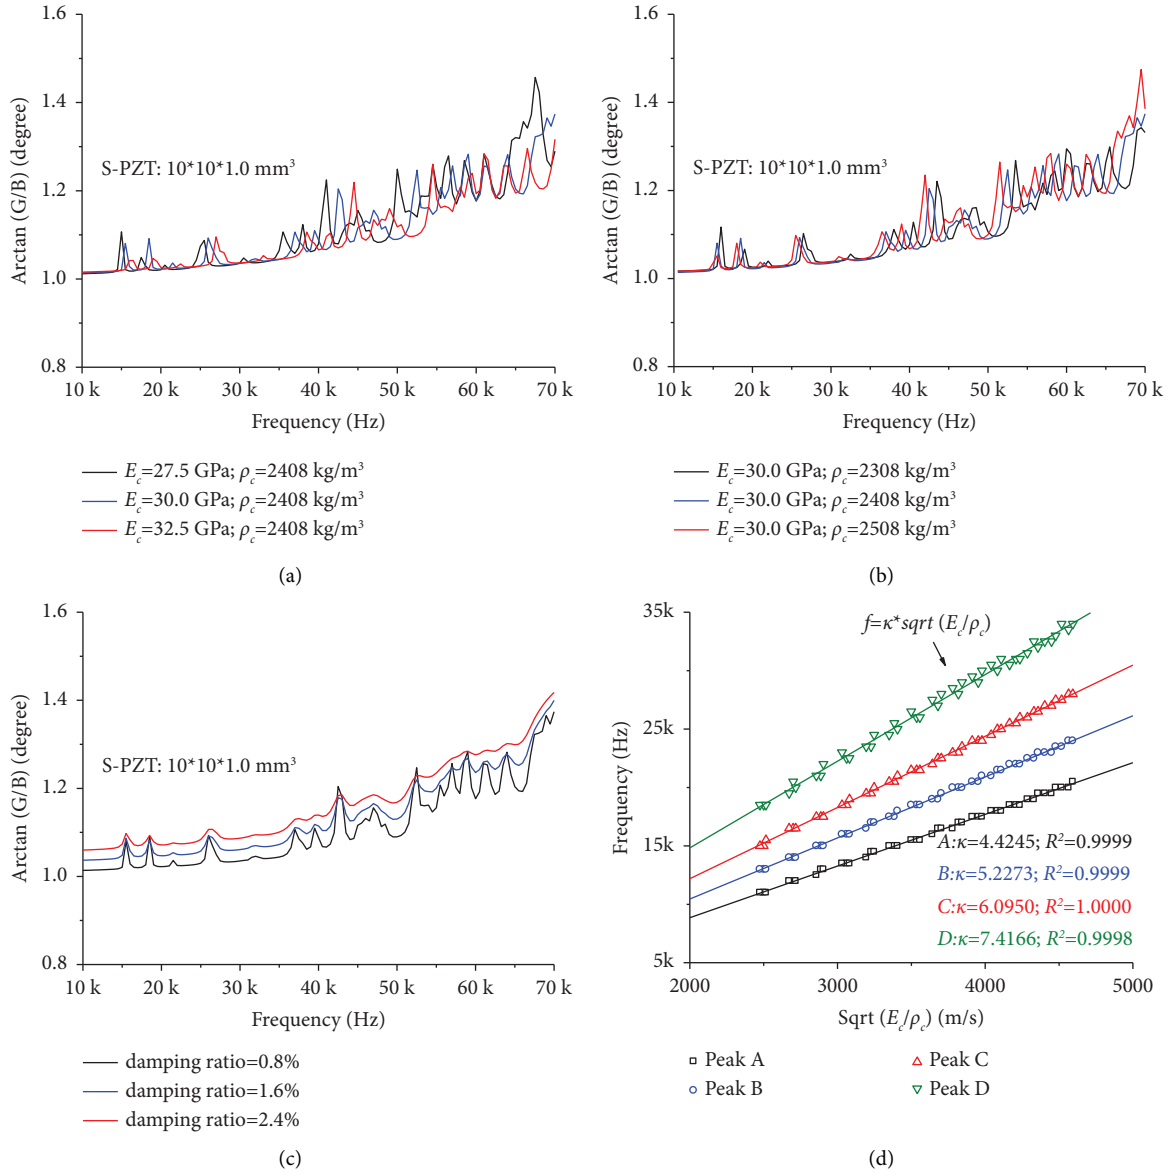 1.6
1.4
1.2
1.0
0.8
Arctan (G/B) (degree)
S-PZT: 10*10*1.0 mm³
10 k 20 k 30 k 40 k 50 k 60 k 70 k
Frequency (Hz)
E_c=27.5 GPa; ρ_c=2408 kg/m³
E_c=30.0 GPa; ρ_c=2408 kg/m³
E_c=32.5 GPa; ρ_c=2408 kg/m³
(a)
1.6
1.4
1.2
1.0
0.8
Arctan (G/B) (degree)
S-PZT: 10*10*1.0 mm³
10 k 20 k 30 k 40 k 50 k 60 k 70 k
Frequency (Hz)
E_c=30.0 GPa; ρ_c=2308 kg/m³
E_c=30.0 GPa; ρ_c=2408 kg/m³
E_c=30.0 GPa; ρ_c=2508 kg/m³
(b)
1.6
1.4
1.2
1.0
0.8
Arctan (G/B) (degree)
S-PZT: 10*10*1.0 mm³
10 k 20 k 30 k 40 k 50 k 60 k 70 k
Frequency (Hz)
damping ratio=0.8%
damping ratio=1.6%
damping ratio=2.4%
(c)
35k
25k
15k
5k
Frequency (Hz)
f=κ*sqrt (E_c/ρ_c)
A:κ=4.4245; R²=0.9999
B:κ=5.2273; R²=0.9999
C:κ=6.0950; R²=1.0000
D:κ=7.4166; R²=0.9998
2000 3000 4000 5000
Sqrt (E_c/ρ_c) (m/s)
Peak A
Peak C
Peak B
Peak D
(d)